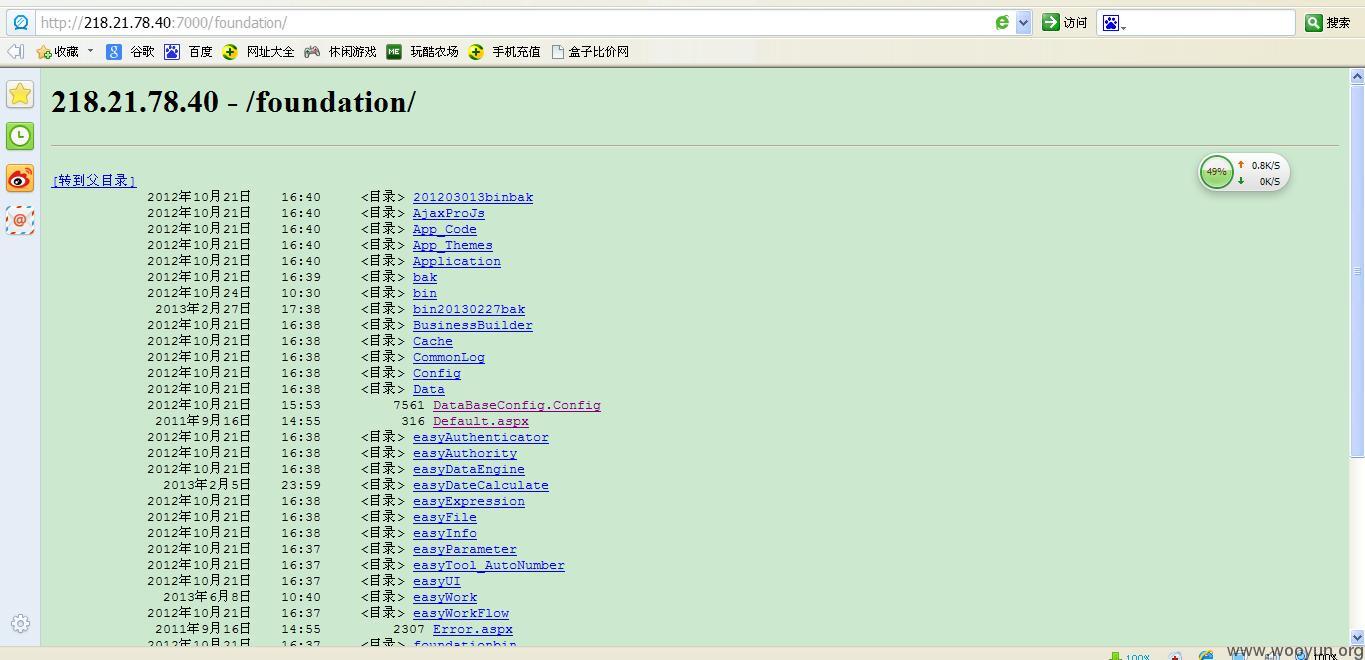 http://218.21.78.40:7000/foundation/ 访问 搜索
收藏 谷歌 百度 网址大全 休闲游戏 ME 玩酷农场 手机充值 盒子比价网
218.21.78.40 - /foundation/
49% 0.8K/S
0K/S
[转到父目录]
2012年10月21日 16:40 <目录> 201203013binbak
2012年10月21日 16:40 <目录> AjaxProJs
2012年10月21日 16:40 <目录> App_Code
2012年10月21日 16:40 <目录> App_Themes
2012年10月21日 16:40 <目录> Application
2012年10月21日 16:39 <目录> bak
2012年10月24日 10:30 <目录> bin
2013年2月27日 17:38 <目录> bin20130227bak
2012年10月21日 16:38 <目录> BusinessBuilder
2012年10月21日 16:38 <目录> Cache
2012年10月21日 16:38 <目录> CommonLog
2012年10月21日 16:38 <目录> Config
2012年10月21日 16:38 <目录> Data
2012年10月21日 15:53 7561 DataBaseConfig.Config
2011年9月16日 14:55 316 Default.aspx
2012年10月21日 16:38 <目录> easyAuthenticator
2012年10月21日 16:38 <目录> easyAuthority
2012年10月21日 16:38 <目录> easyDataEngine
2013年2月5日 23:59 <目录> easyDateCalculate
2012年10月21日 16:38 <目录> easyExpression
2012年10月21日 16:38 <目录> easyFile
2012年10月21日 16:38 <目录> easyInfo
2012年10月21日 16:37 <目录> easyParameter
2012年10月21日 16:37 <目录> easyTool_AutoNumber
2012年10月21日 16:37 <目录> easyUI
2013年6月8日 10:40 <目录> easyWork
2012年10月21日 16:37 <目录> easyWorkFlow
2011年9月16日 14:55 2307 Error.aspx
2012年10月21日 16:37 <目录> foundationbin
www.wooyun.org
100% 100%